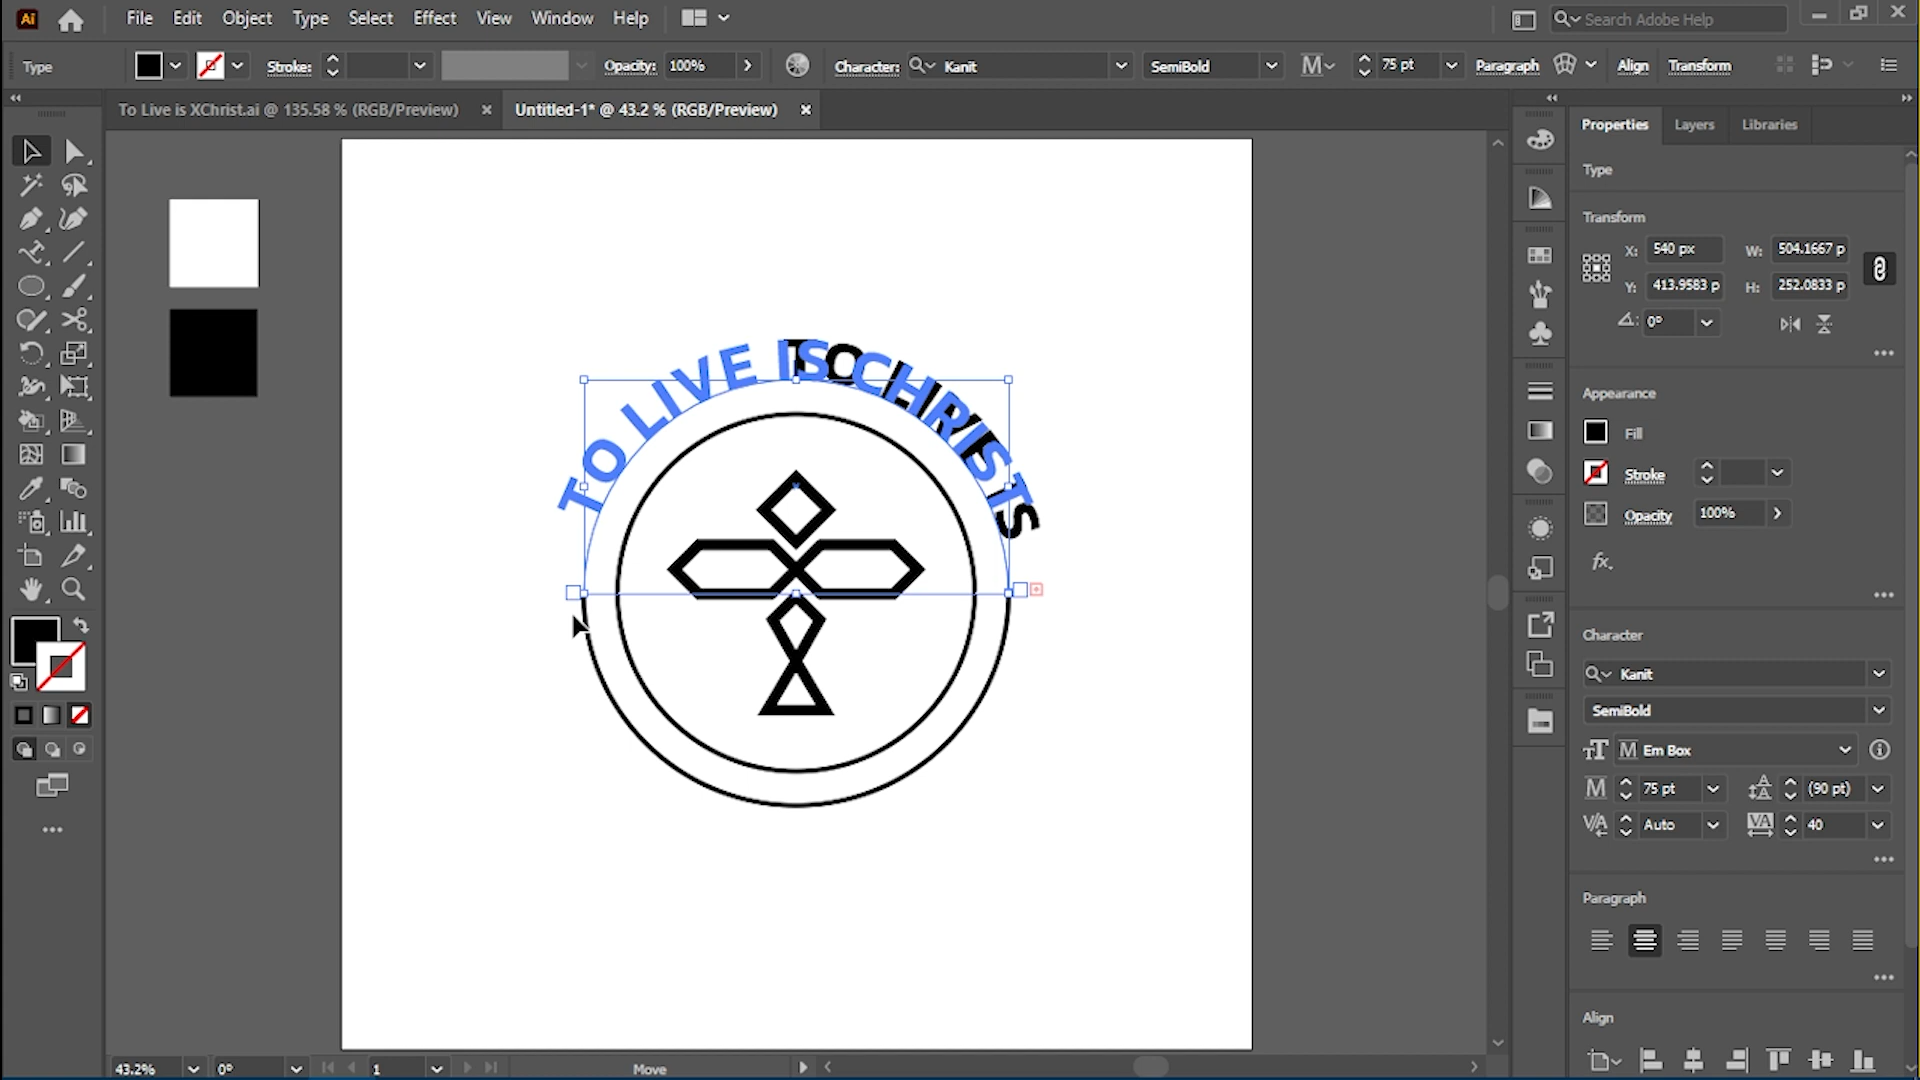 Ai
File Edit Object Type Select Effect View Window Help
Search Adobe Help
Type
Stroke:
Opacity: 100%
Character: Kanit
SemiBold
75 pt
Paragraph
Align
Transform
To Live is XChrist.ai @ 135.58 % (RGB/Preview)
Untitled-1* @ 43.2 % (RGB/Preview)
TO LIVE IS CHRIST
Properties
Layers
Libraries
Type
Transform
X: 540 px
W: 504.1667 p
Y: 413.9583 p
H: 252.0833 p
0°
Appearance
Fill
Stroke
Opacity 100%
fx.
Character
Kanit
SemiBold
Em Box
75 pt
(90 pt)
Auto
40
Paragraph
Align
43.2%
0°
1
Move